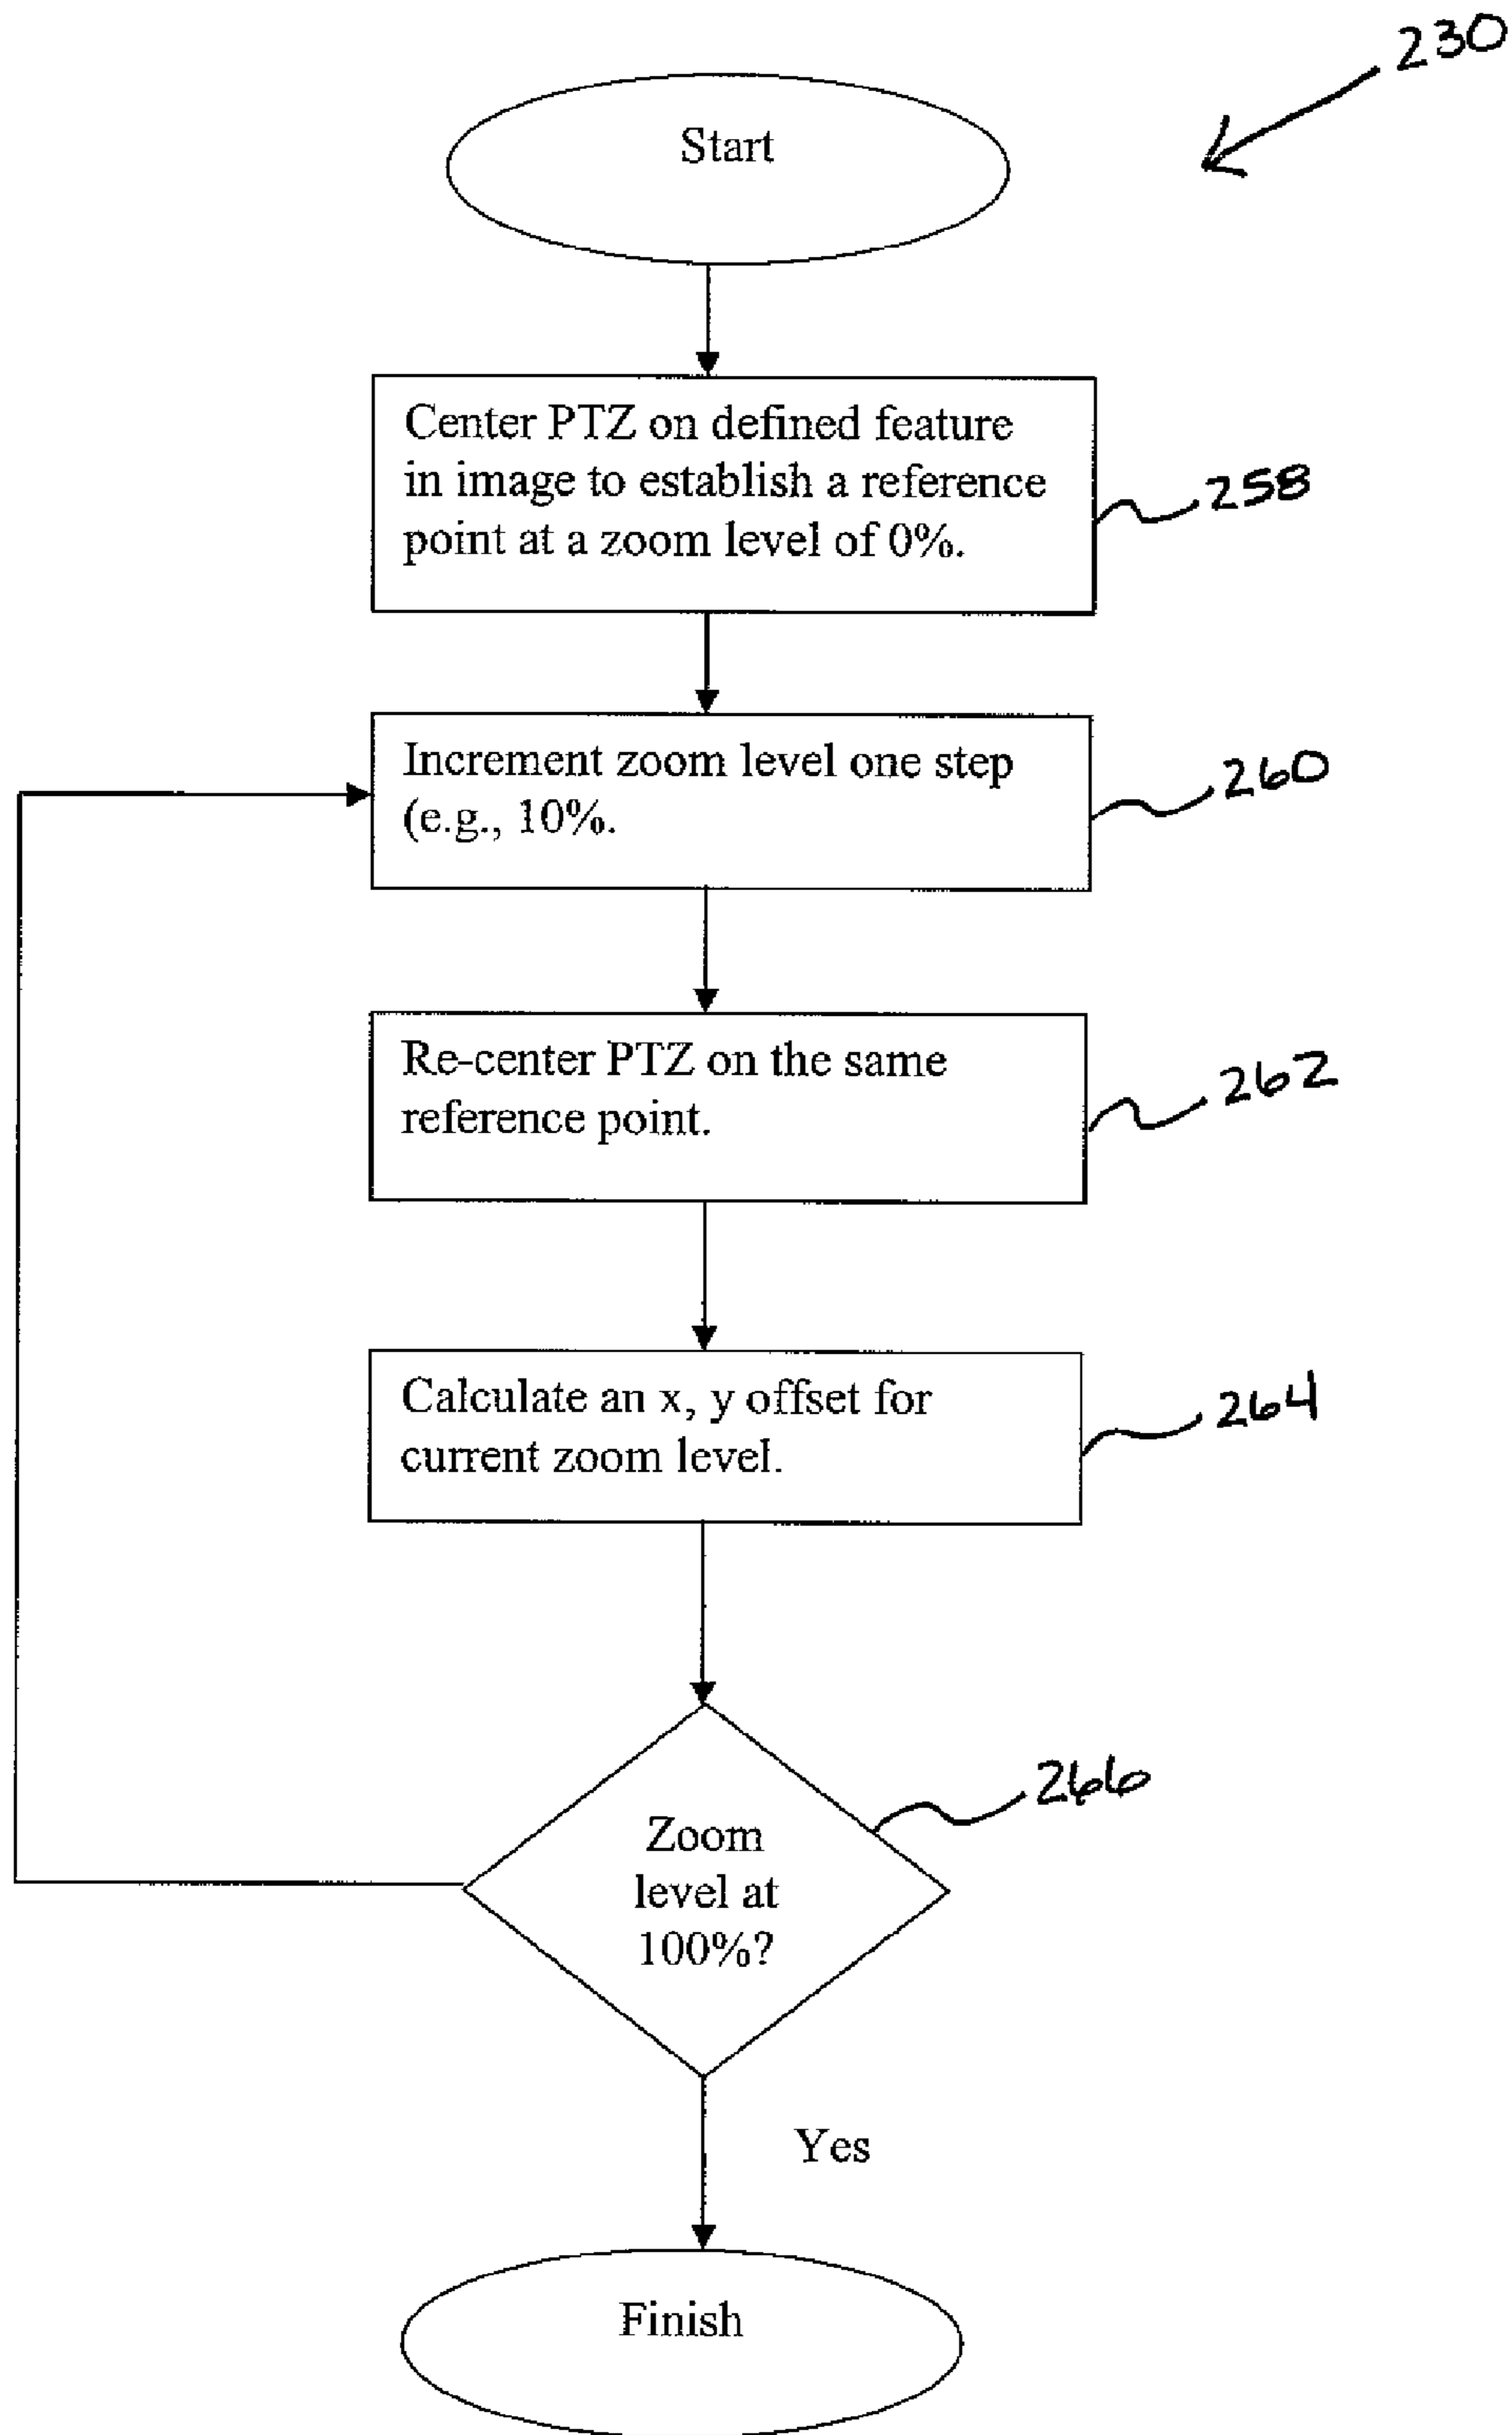 230
Start
Center PTZ on defined feature
in image to establish a reference
point at a zoom level of 0%.
258
Increment zoom level one step
(e.g., 10%.
260
Re-center PTZ on the same
reference point.
262
Calculate an x, y offset for
current zoom level.
264
Zoom
level at
100%?
266
Yes
Finish